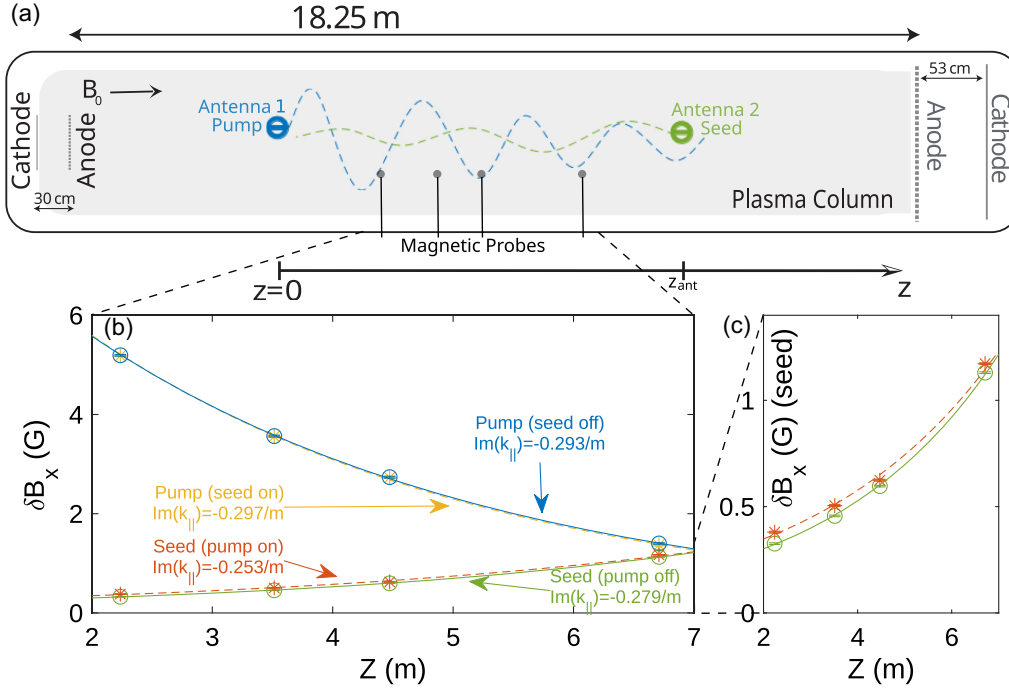 (a)
18.25 m
53 cm
B0
Antenna 1
Pump
Antenna 2
Seed
Cathode
Anode
Anode
Cathode
30 cm
Plasma Column
Magnetic Probes
z=0
zant
z
(b)
6
4
2
0
δBx (G)
Pump (seed off)
Im(k||)=-0.293/m
Pump (seed on)
Im(k||)=-0.297/m
Seed (pump on)
Im(k||)=-0.253/m
Seed (pump off)
Im(k||)=-0.279/m
2 3 4 5 6 7
Z (m)
(c)
δBx (G) (seed)
1
0.5
0
2 4 6
Z (m)